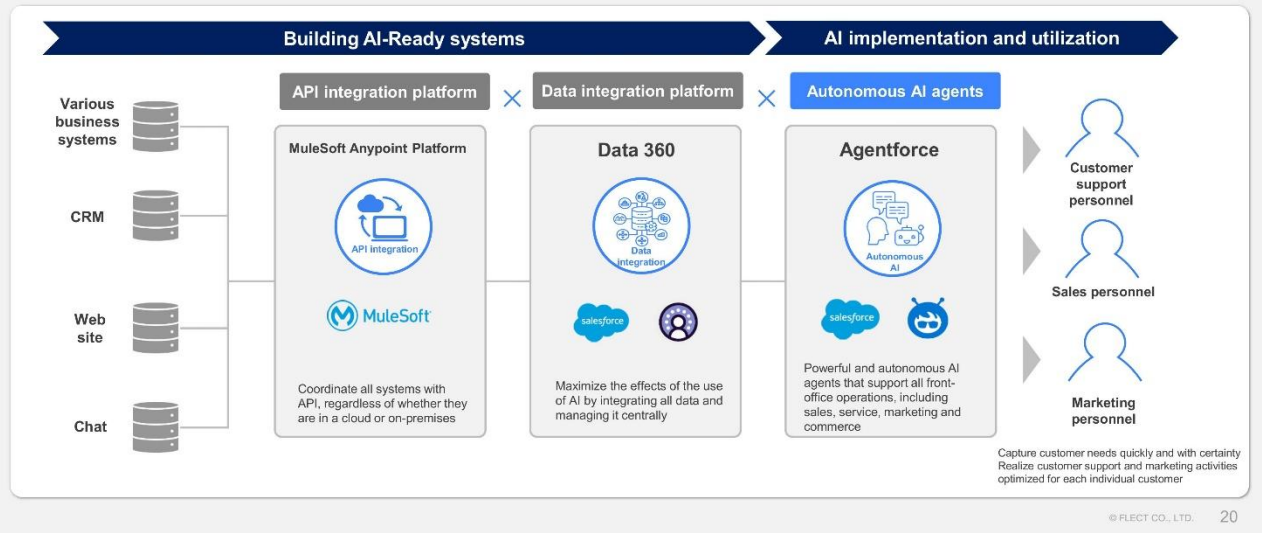 Building AI-Ready systems
AI implementation and utilization
API integration platform
Data integration platform
Autonomous AI agents
Various
business
systems
CRM
Web
site
Chat
MuleSoft Anypoint Platform
API integration
MuleSoft
Coordinate all systems with
API, regardless of whether they
are in a cloud or on-premises
Data 360
Data
integration
salesforce
Maximize the effects of the use
of AI by integrating all data and
managing it centrally
Agentforce
Autonomous
AI
salesforce
Powerful and autonomous AI
agents that support all front-
office operations, including
sales, service, marketing and
commerce
Customer
support
personnel
Sales personnel
Marketing
personnel
Capture customer needs quickly and with certainty
Realize customer support and marketing activities
optimized for each individual customer
© FLECT CO., LTD.
20